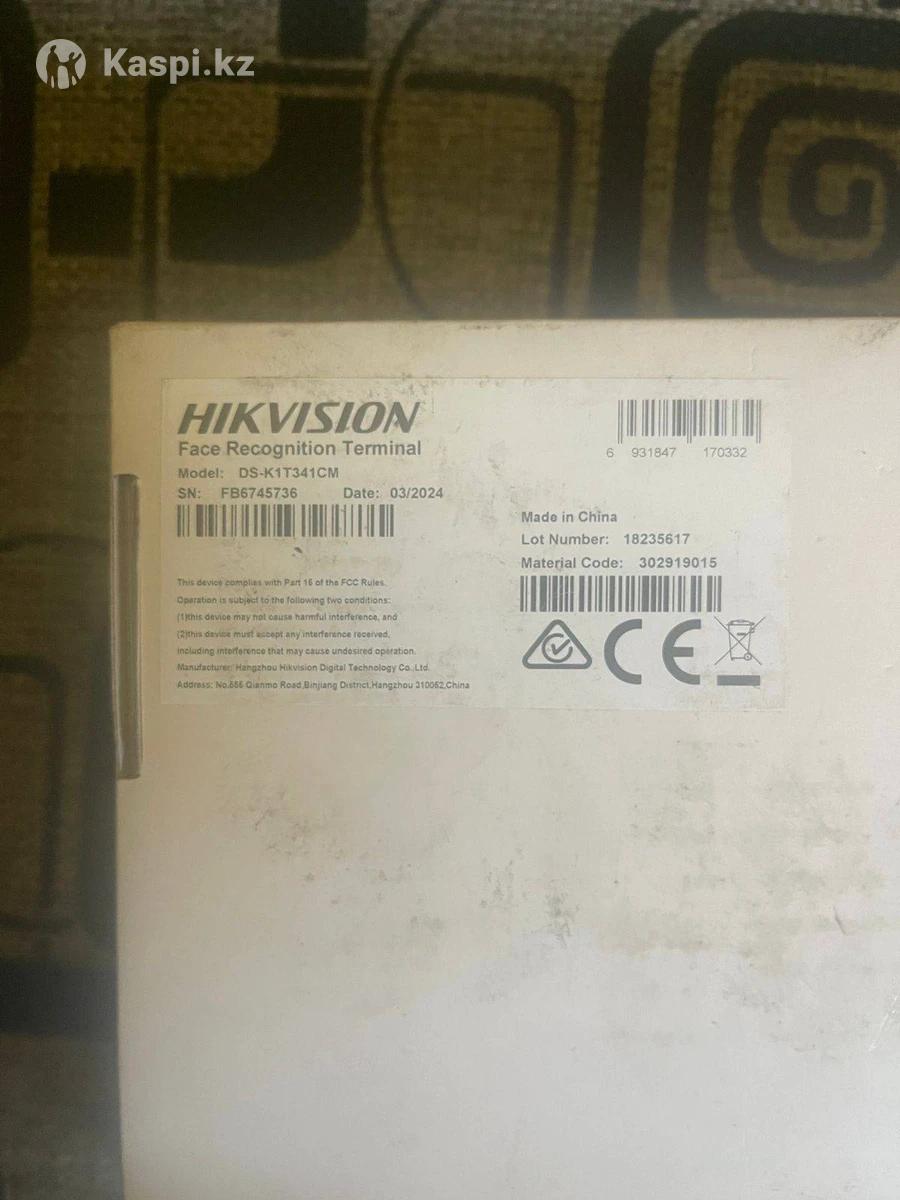 Kaspi.kz
HIKVISION
Face Recognition Terminal
Model: DS-K1T341CM
SN: FB6745736 Date: 03/2024
6 931847 170332
Made in China
Lot Number: 18235617
Material Code: 302919015
This device complies with Part 15 of the FCC Rules.
Operation is subject to the following two conditions:
(1)this device may not cause harmful interference, and
(2)this device must accept any interference received,
including interference that may cause undesired operation.
Manufacturer: Hangzhou Hikvision Digital Technology Co.,Ltd.
Address: No.555 Qianmo Road,Binjiang District,Hangzhou 310052,China
CE